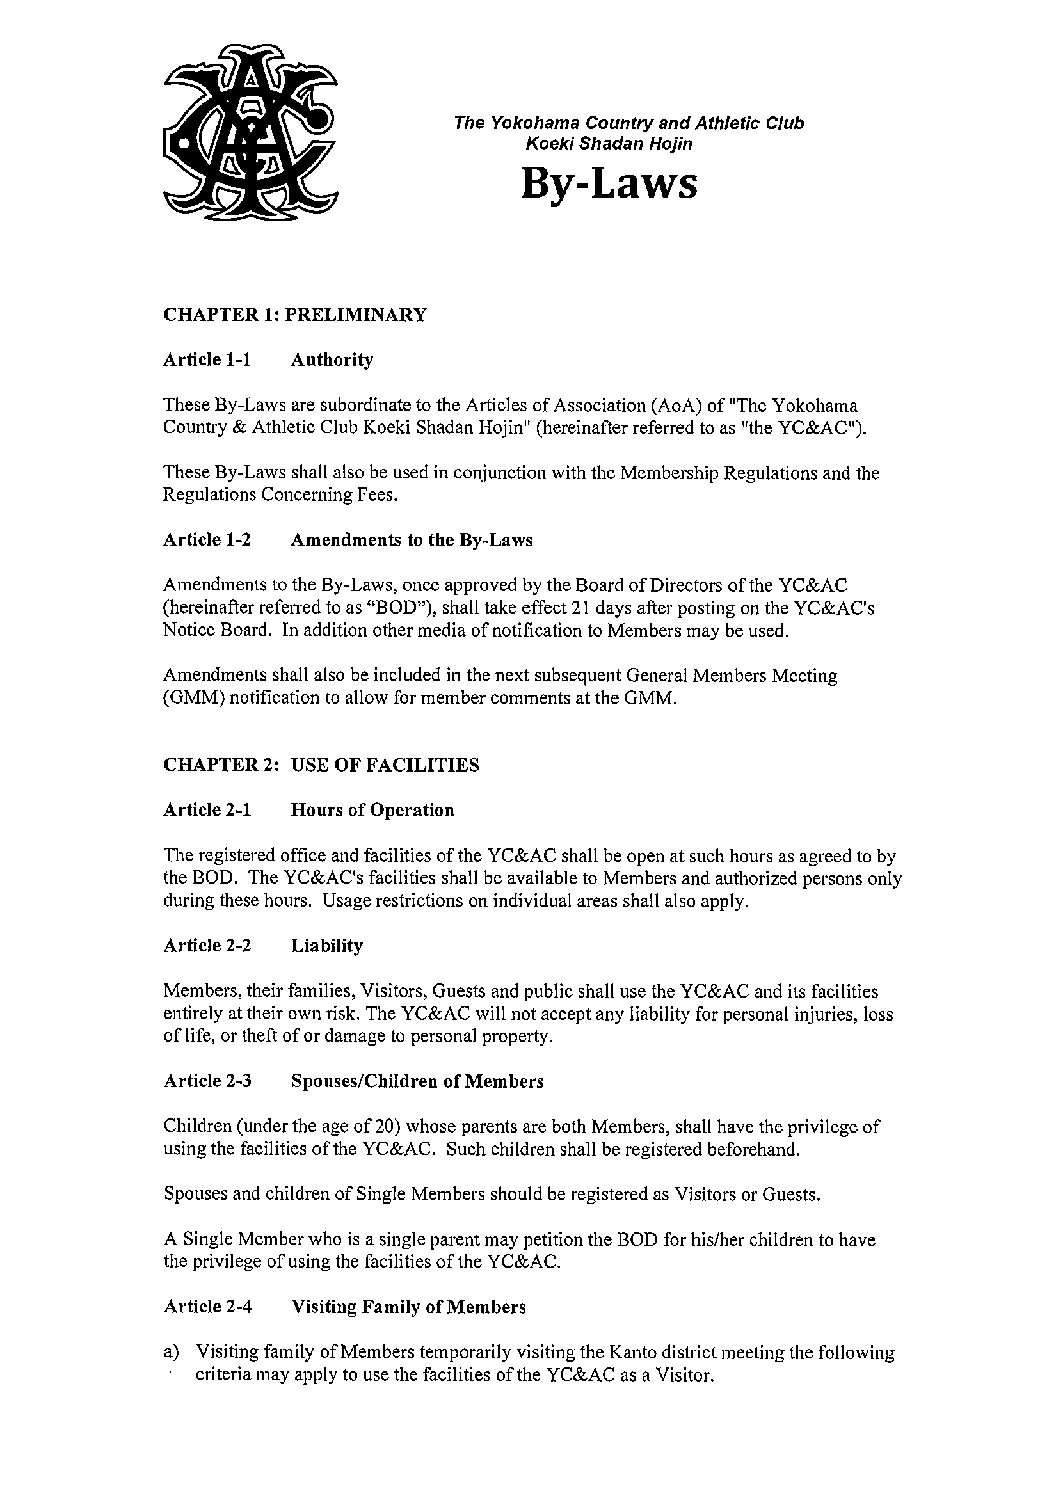 The Yokohama Country and Athletic Club
Koeki Shadan Hojin
By-Laws
CHAPTER 1: PRELIMINARY
Article 1-1 Authority
These By-Laws are subordinate to the Articles of Association (AoA) of "The Yokohama
Country & Athletic Club Koeki Shadan Hojin" (hereinafter referred to as "the YC&AC").
These By-Laws shall also be used in conjunction with the Membership Regulations and the
Regulations Concerning Fees.
Article 1-2 Amendments to the By-Laws
Amendments to the By-Laws, once approved by the Board of Directors of the YC&AC
(hereinafter referred to as “BOD”), shall take effect 21 days after posting on the YC&AC's
Notice Board. In addition other media of notification to Members may be used.
Amendments shall also be included in the next subsequent General Members Meeting
(GMM) notification to allow for member comments at the GMM.
CHAPTER 2: USE OF FACILITIES
Article 2-1 Hours of Operation
The registered office and facilities of the YC&AC shall be open at such hours as agreed to by
the BOD. The YC&AC's facilities shall be available to Members and authorized persons only
during these hours. Usage restrictions on individual areas shall also apply.
Article 2-2 Liability
Members, their families, Visitors, Guests and public shall use the YC&AC and its facilities
entirely at their own risk. The YC&AC will not accept any liability for personal injuries, loss
of life, or theft of or damage to personal property.
Article 2-3 Spouses/Children of Members
Children (under the age of 20) whose parents are both Members, shall have the privilege of
using the facilities of the YC&AC. Such children shall be registered beforehand.
Spouses and children of Single Members should be registered as Visitors or Guests.
A Single Member who is a single parent may petition the BOD for his/her children to have
the privilege of using the facilities of the YC&AC.
Article 2-4 Visiting Family of Members
a) Visiting family of Members temporarily visiting the Kanto district meeting the following
criteria may apply to use the facilities of the YC&AC as a Visitor.